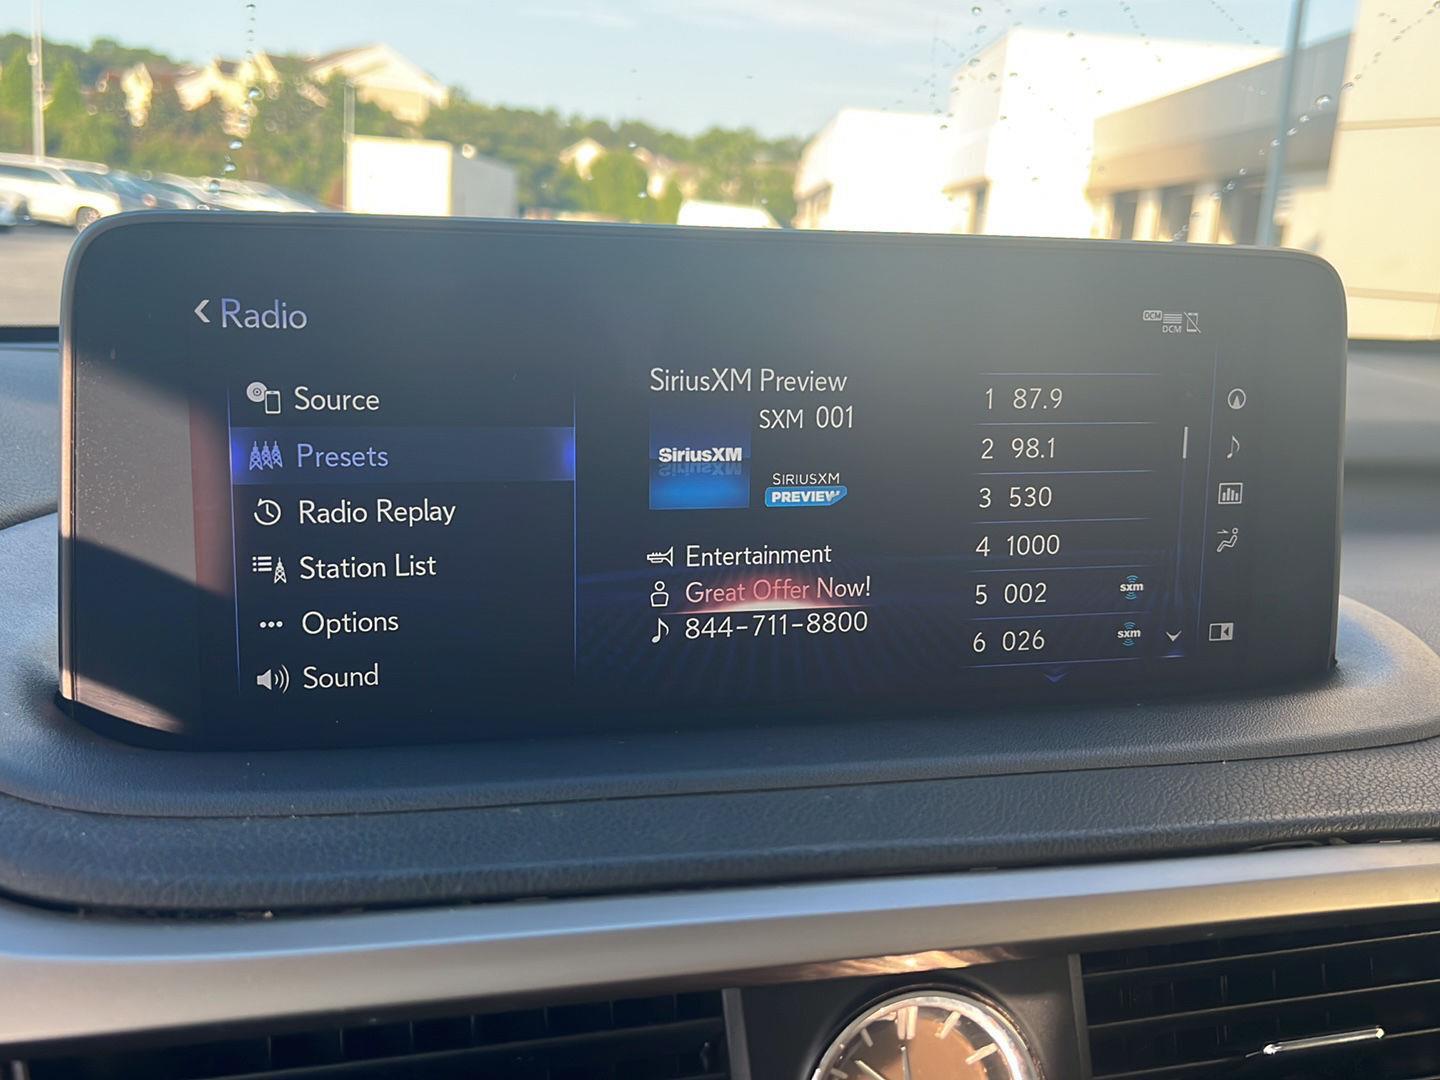 Radio
DCM
DCM
Source
Presets
Radio Replay
Station List
Options
Sound
SiriusXM Preview
SXM 001
SiriusXM
SIRIUSXM
PREVIEW
Entertainment
Great Offer Now!
844-711-8800
1 87.9
2 98.1
3 530
4 1000
5 002 sxm
6 026 sxm